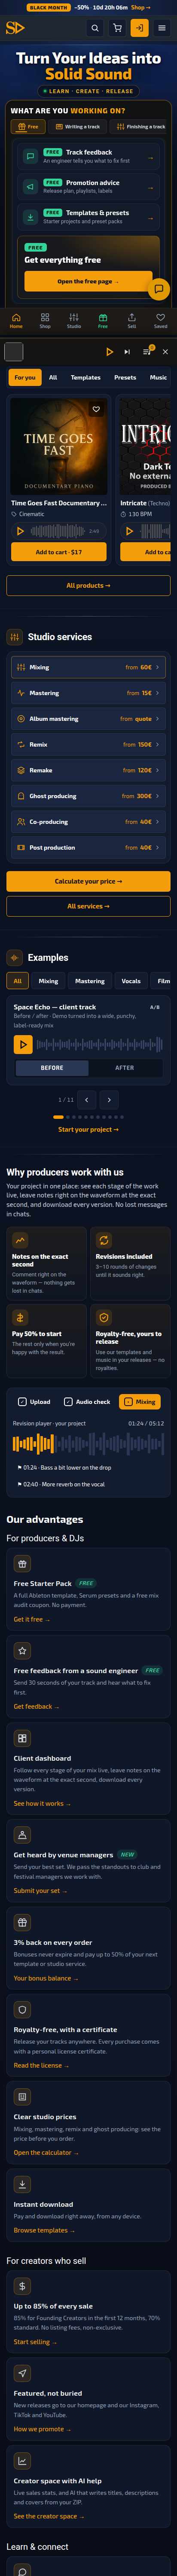 SD
BLACK MONTH -50% 10d 20h 06m Shop →
Turn Your Ideas into
Solid Sound
LEARN · CREATE · RELEASE
WHAT ARE YOU WORKING ON?
Free
Writing a track
Finishing a track
FREE Track feedback →
An engineer tells you what to fix first
FREE Promotion advice →
Release plan, playlists, labels
FREE Templates & presets →
Starter projects and preset packs
FREE
Get everything free
Open the free page →
Home
Shop
Studio
Free
Sell
Saved
For you
All
Templates
Presets
Music
TIME GOES
FAST
DOCUMENTARY PIANO
Time Goes Fast Documentary ...
Cinematic
Add to cart · $17
INTRIC
Dark Te
No external
PRODUCED
Intricate (Techno)
130 BPM
Add to ca
All products →
Studio services
Mixing from 60€ >
Mastering from 15€ >
Album mastering from quote >
Remix from 150€ >
Remake from 120€ >
Ghost producing from 300€ >
Co-producing from 40€ >
Post production from 40€ >
Calculate your price →
All services →
Examples
All
Mixing
Mastering
Vocals
Film
Space Echo — client track A/B
Before / after · Demo turned into a wide, punchy,
label-ready mix
BEFORE
AFTER
1 / 11
Start your project →
Why producers work with us
Your project stays on one page: send the stems, track the work
live, leave notes right on the waveform at the exact
second, and download every version. No lost messages
in chats.
Notes on the exact
second
Comment right on the
waveform — nothing gets
lost in chats.
Revisions included
3–10 rounds of changes
until it sounds right.
Pay 50% to start
The rest only when you're
happy with the result.
Royalty-free, yours to
release
Use our templates and
music in your releases — no
royalties.
Upload
Audio check
Mixing
Revision player · your project 01:24 / 05:12
01:24 · Bass a bit lower on the drop
02:40 · More reverb on the vocal
Our advantages
For producers & DJs
Free Starter Pack FREE
A full Ableton template, Serum presets and a free mix
audit coupon. No payment.
Get it free →
Free feedback from a sound engineer FREE
Send 30 seconds of your track and hear what to fix
first.
Get feedback →
Client dashboard
Follow every stage of your mix live, leave notes on the
waveform at the exact second, download every
version.
See how it works →
Get heard by venue managers NEW
Send your best set. We pass the standouts to club and
festival managers we work with.
Submit your set →
3% back on every order
Bonuses never expire and pay up to 50% of your next
template or studio service.
Your bonus balance →
Royalty-free, with a certificate
Release your tracks anywhere. Every purchase comes
with a personal license certificate.
Read the license →
Clear studio prices
Mixing, mastering, remix and ghost producing: see the
price before you order.
Open the calculator →
Instant download
Pay and download right away, from any device.
Browse templates →
For creators who sell
Up to 85% of every sale
85% for Founding Creators in the first 12 months, 70%
standard. No listing fees, non-exclusive.
Start selling →
Featured, not buried
New releases go to our homepage and our Instagram,
TikTok and YouTube.
How we promote →
Creator space with AI help
Live sales stats, and AI that writes titles, descriptions
and covers from your ZIP.
See the creator space →
Learn & connect